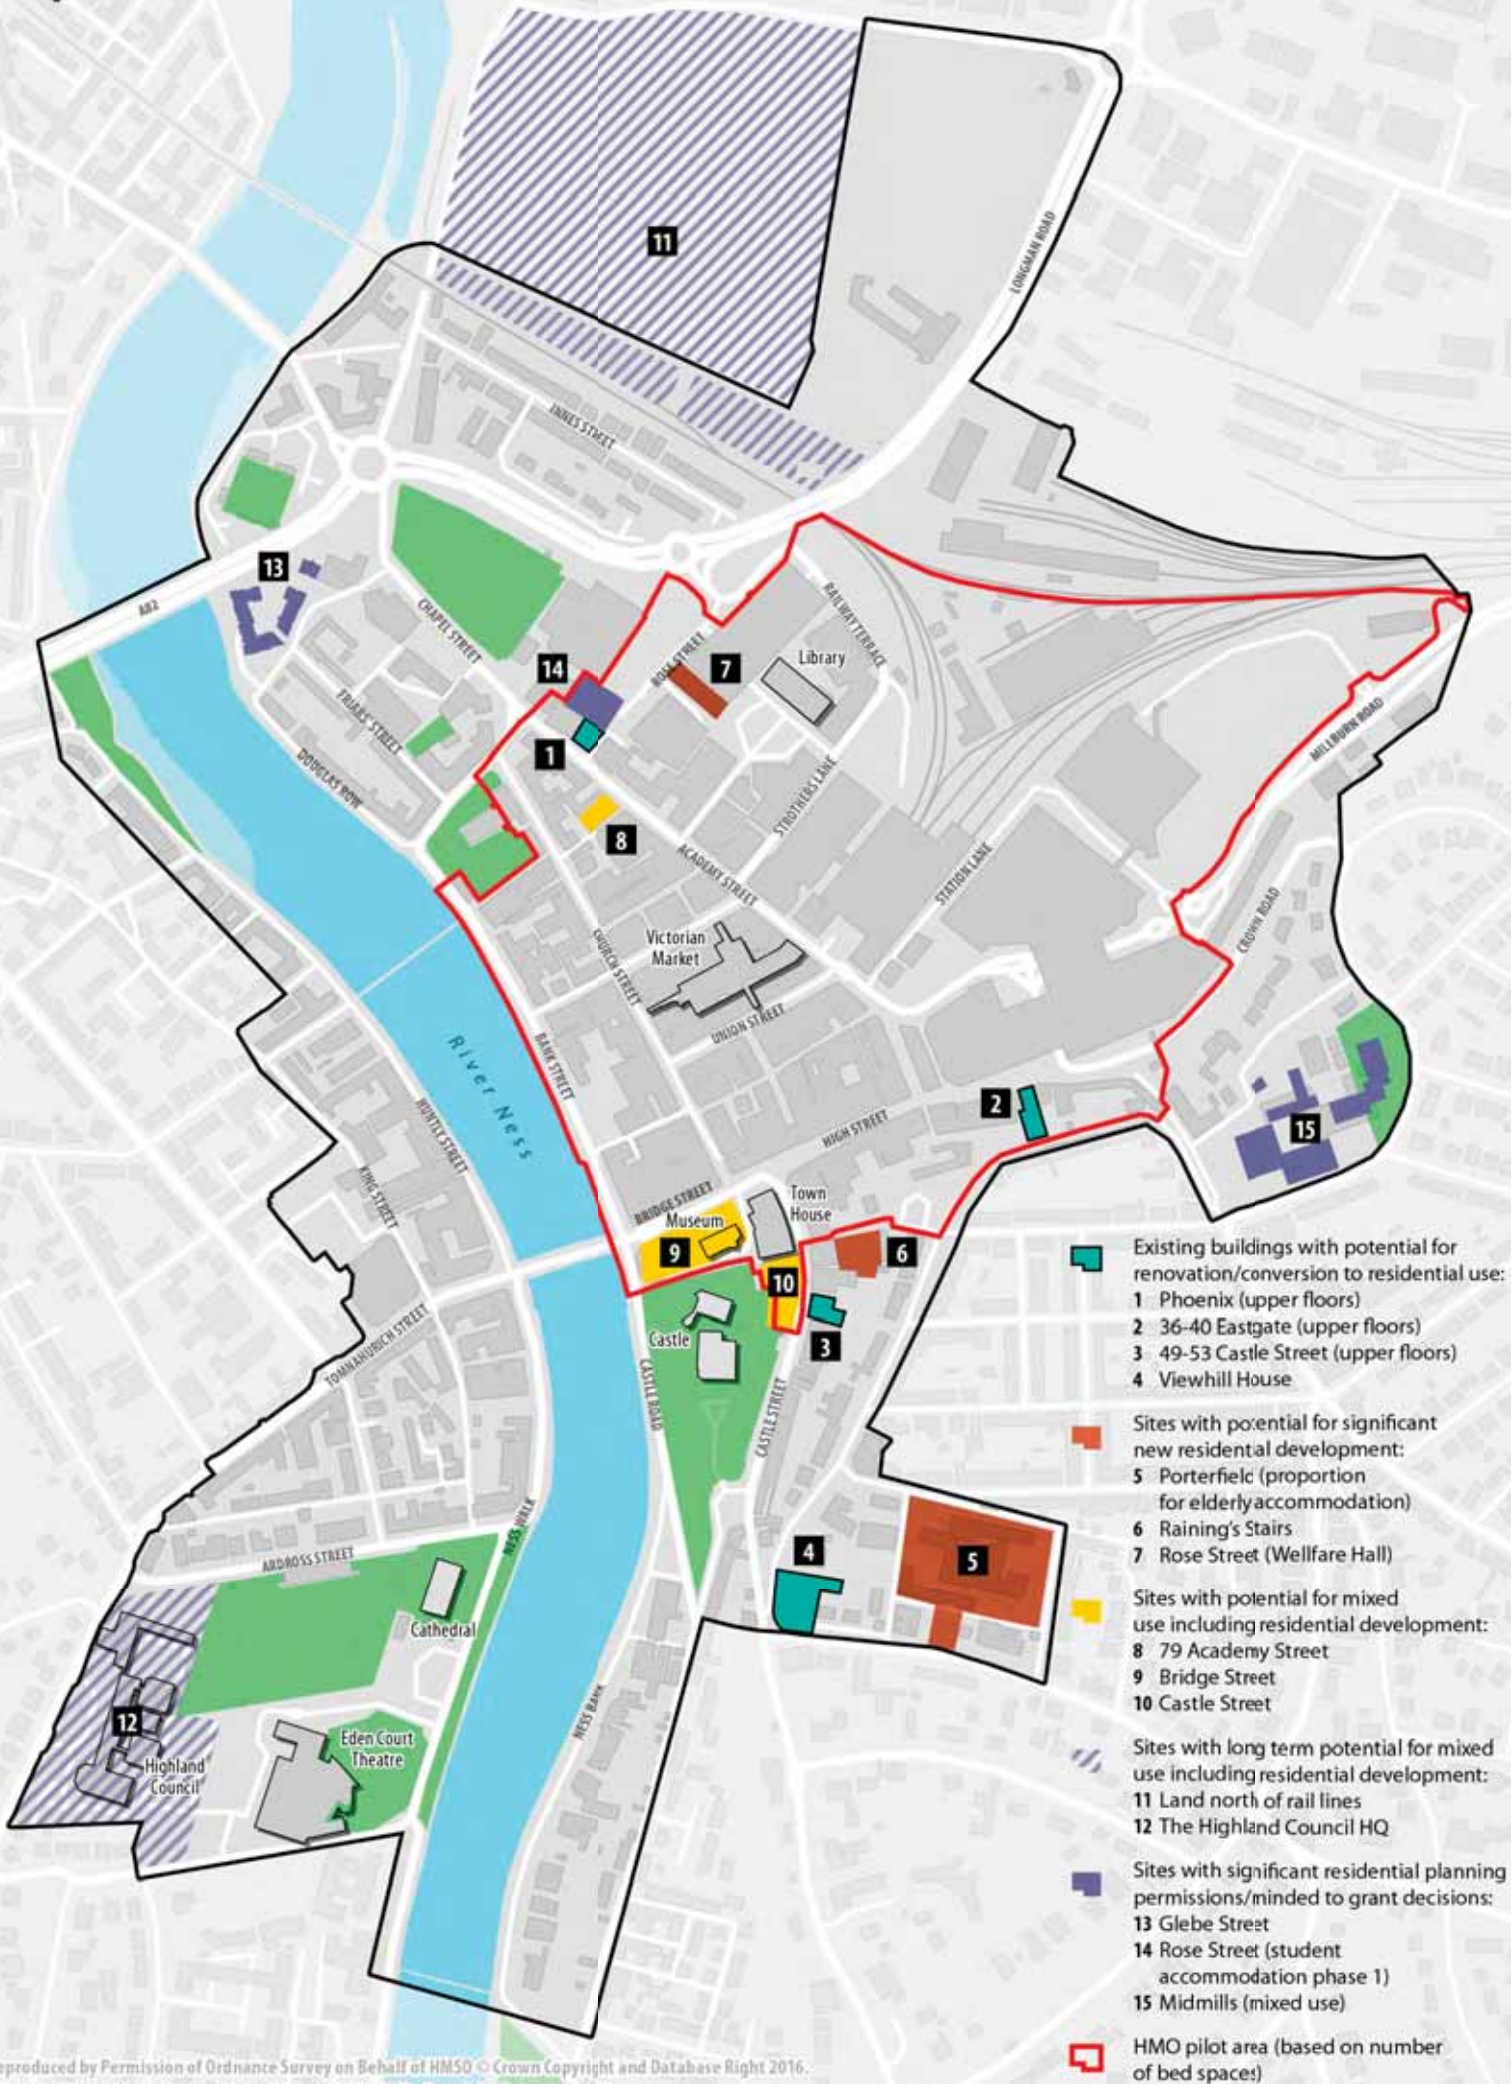 11
LONGMAN ROAD
INNES STREET
13
A82
CHAPEL STREET
RAILWAY TERRACE
14
ROSE STREET
7
Library
FRIARS' STREET
1
DOUGLAS ROW
MILLBURN ROAD
8
STROTHERS LANE
ACADEMY STREET
STATION LANE
CROWN ROAD
Victorian
Market
CHURCH STREET
UNION STREET
River Ness
BANK STREET
HUNTLY STREET
2
HIGH STREET
15
KING STREET
BRIDGE STREET
Town
House
Museum
9
6
10
Castle
3
TOMNAHURICH STREET
CASTLE ROAD
CASTLE STREET
NESS WALK
ARDROSS STREET
4
5
Cathedral
12
Highland
Council
Eden Court
Theatre
NESS BANK
Existing buildings with potential for
renovation/conversion to residential use:
1 Phoenix (upper floors)
2 36-40 Eastgate (upper floors)
3 49-53 Castle Street (upper floors)
4 Viewhill House
Sites with potential for significant
new residential development:
5 Porterfield (proportion
for elderly accommodation)
6 Raining's Stairs
7 Rose Street (Wellfare Hall)
Sites with potential for mixed
use including residential development:
8 79 Academy Street
9 Bridge Street
10 Castle Street
Sites with long term potential for mixed
use including residential development:
11 Land north of rail lines
12 The Highland Council HQ
Sites with significant residential planning
permissions/minded to grant decisions:
13 Glebe Street
14 Rose Street (student
accommodation phase 1)
15 Midmills (mixed use)
HMO pilot area (based on number
of bed spaces)
eproduced by Permission of Ordnance Survey on Behalf of HMSO © Crown Copyright and Database Right 2016.